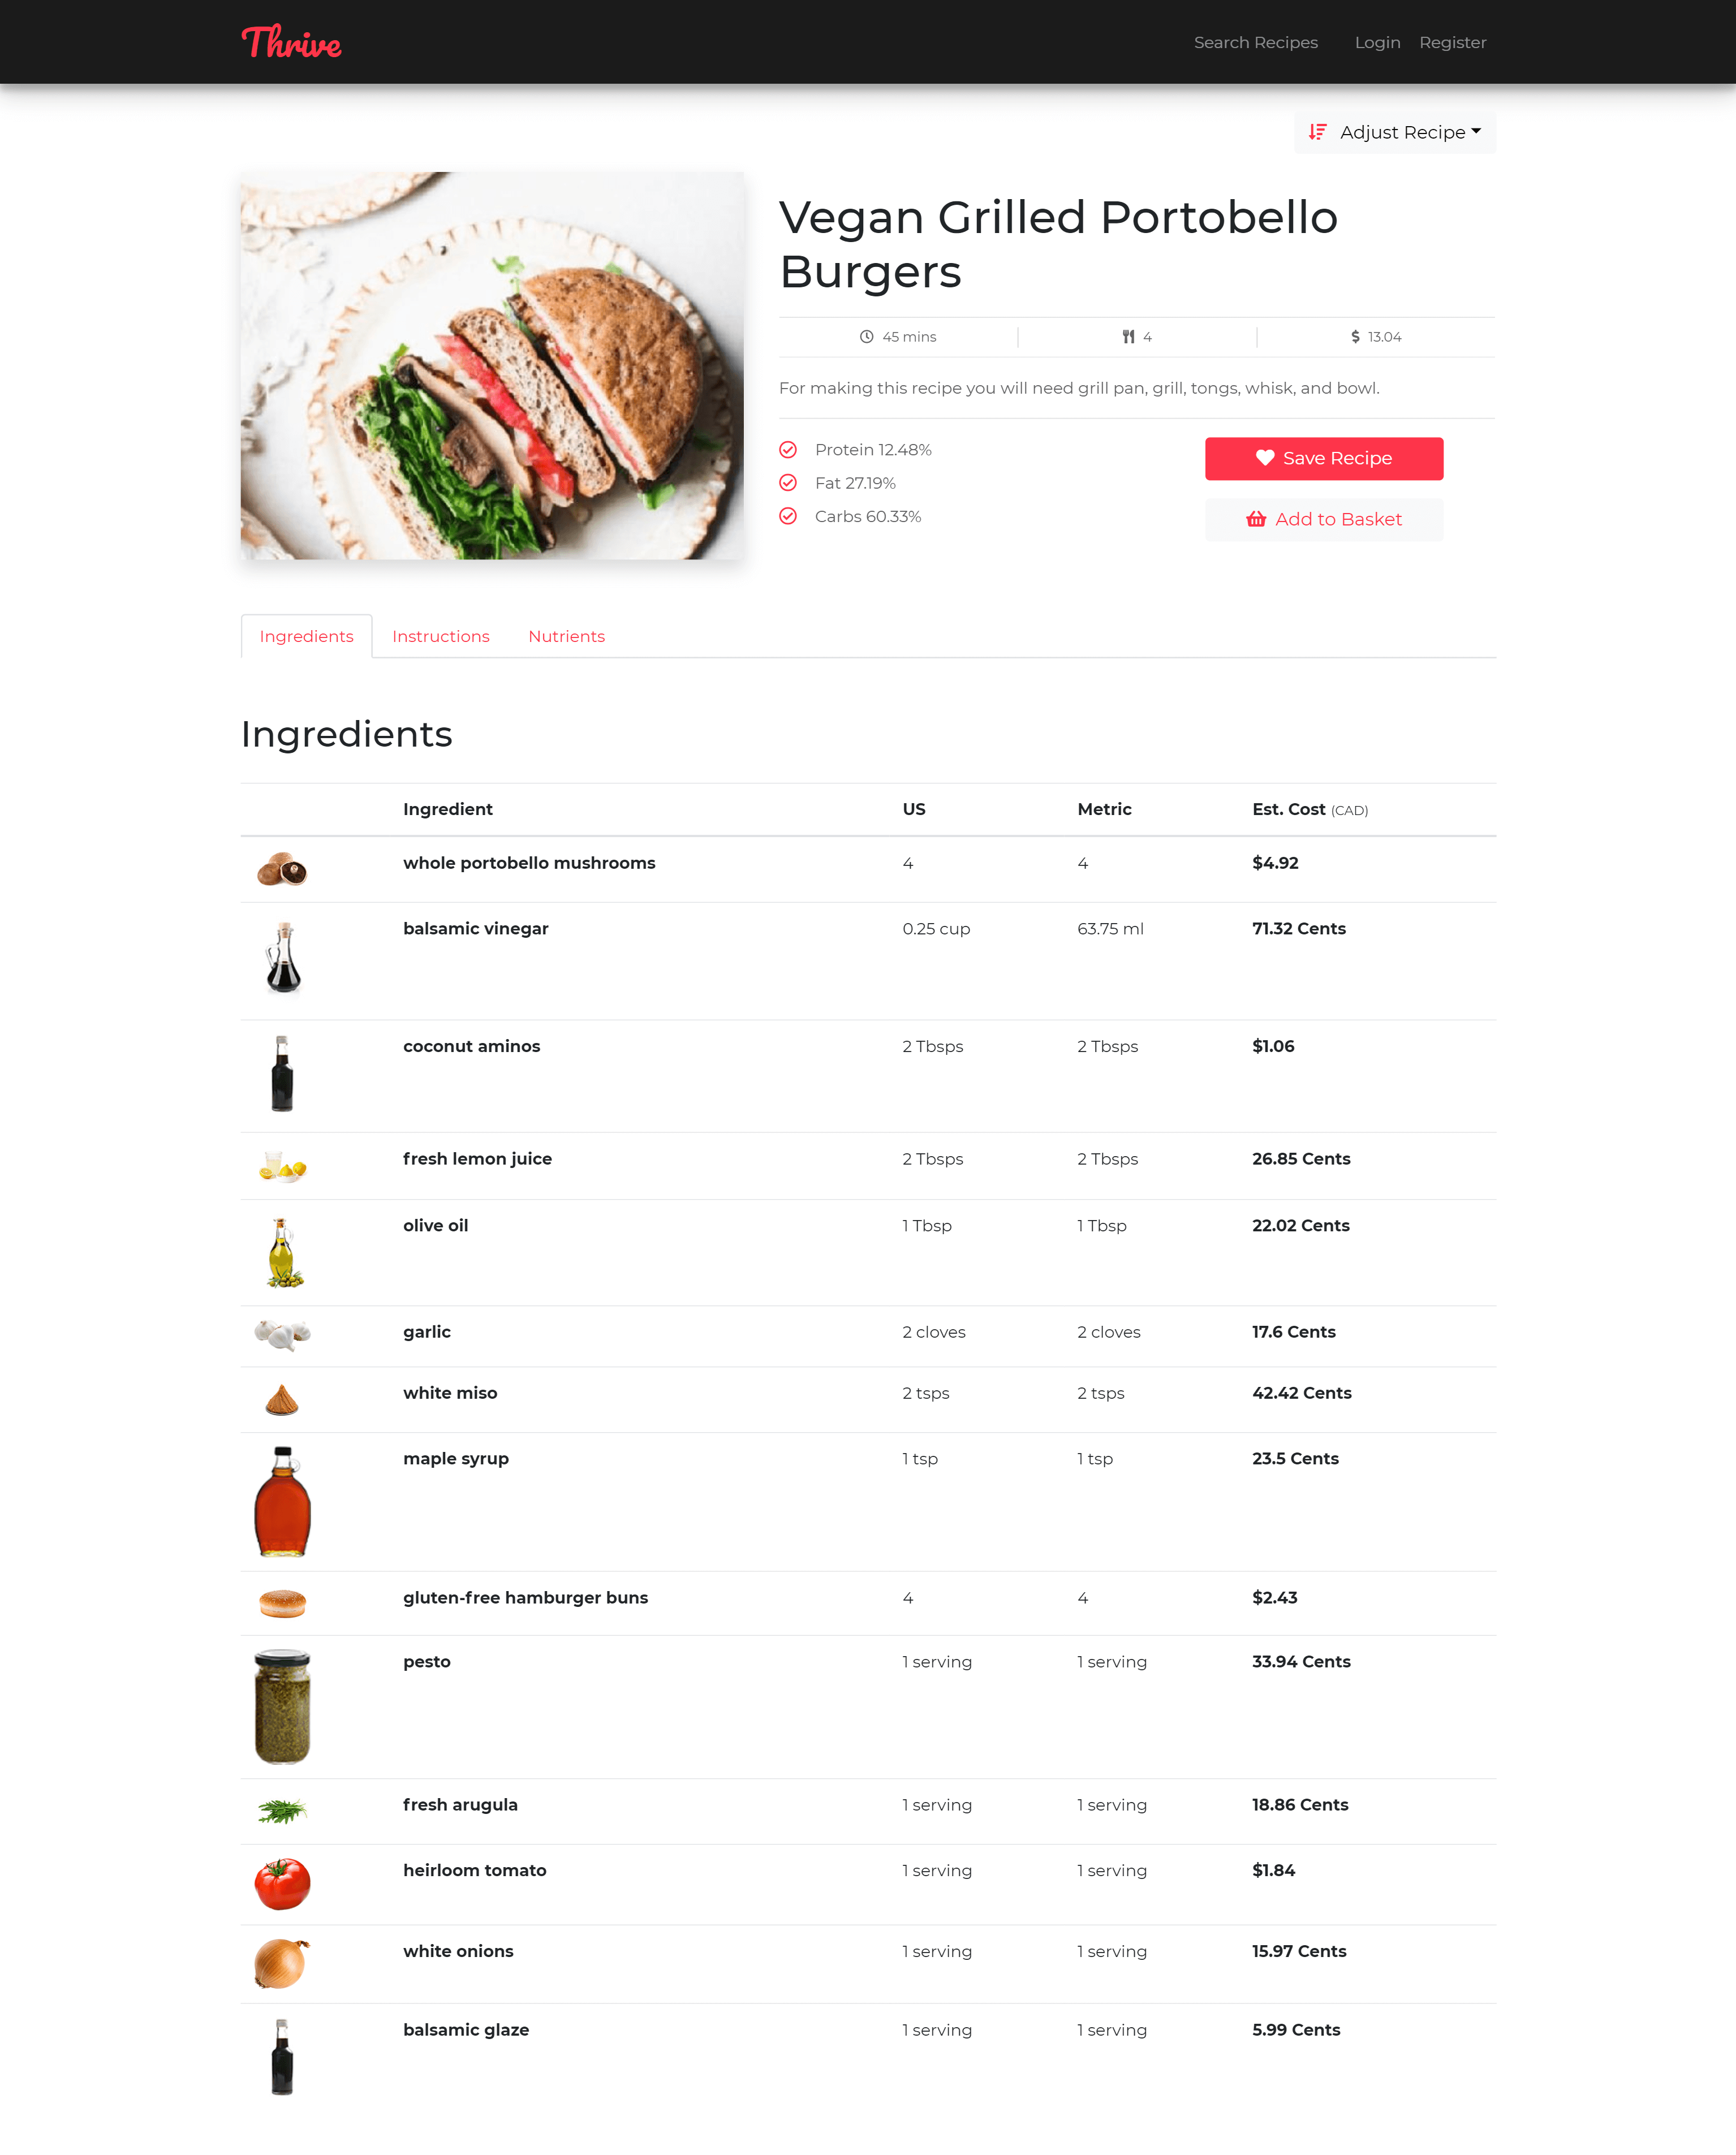 Thrive
Search Recipes Login Register
Adjust Recipe
Vegan Grilled Portobello
Burgers
45 mins 4 13.04
For making this recipe you will need grill pan, grill, tongs, whisk, and bowl.
Protein 12.48%
Fat 27.19%
Carbs 60.33%
Save Recipe
Add to Basket
Ingredients Instructions Nutrients
Ingredients
Ingredient US Metric Est. Cost (CAD)
whole portobello mushrooms 4 4 $4.92
balsamic vinegar 0.25 cup 63.75 ml 71.32 Cents
coconut aminos 2 Tbsps 2 Tbsps $1.06
fresh lemon juice 2 Tbsps 2 Tbsps 26.85 Cents
olive oil 1 Tbsp 1 Tbsp 22.02 Cents
garlic 2 cloves 2 cloves 17.6 Cents
white miso 2 tsps 2 tsps 42.42 Cents
maple syrup 1 tsp 1 tsp 23.5 Cents
gluten-free hamburger buns 4 4 $2.43
pesto 1 serving 1 serving 33.94 Cents
fresh arugula 1 serving 1 serving 18.86 Cents
heirloom tomato 1 serving 1 serving $1.84
white onions 1 serving 1 serving 15.97 Cents
balsamic glaze 1 serving 1 serving 5.99 Cents